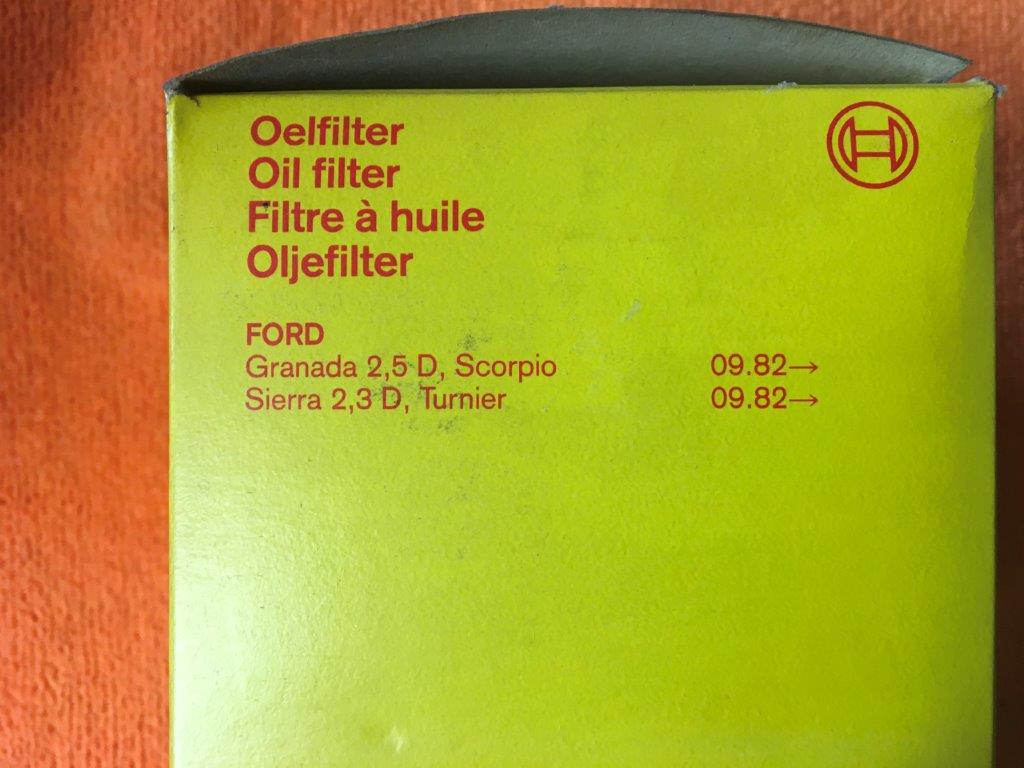 Oelfilter
Oil filter
Filtre à huile
Oljefilter
FORD
Granada 2,5 D, Scorpio 09.82→
Sierra 2,3 D, Turnier 09.82→